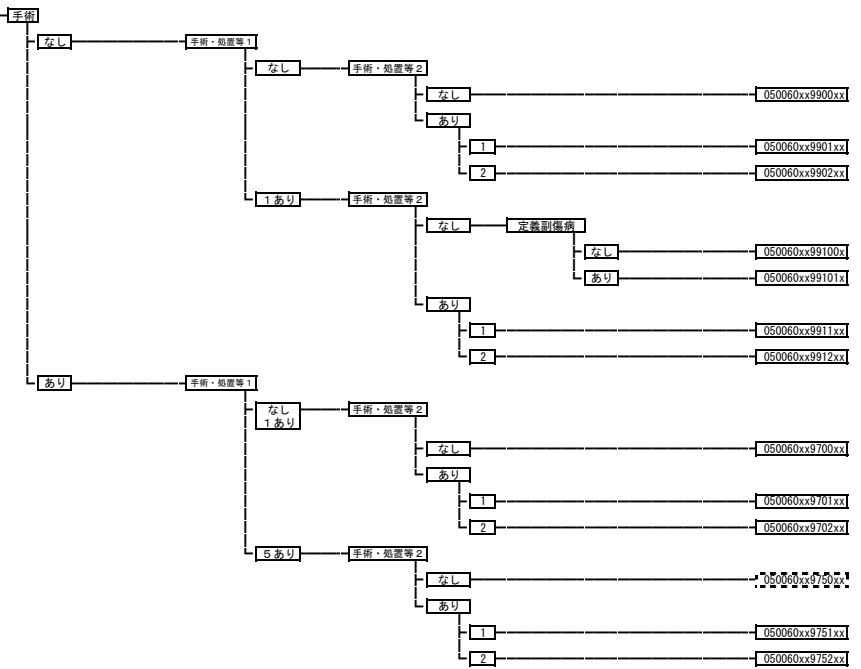 手術
なし
手術・処置等1
なし
手術・処置等2
なし
050060xx9900xx
あり
1
050060xx9901xx
2
050060xx9902xx
1あり
手術・処置等2
なし
定義副傷病
なし
050060xx99100x
あり
050060xx99101x
あり
1
050060xx9911xx
2
050060xx9912xx
あり
手術・処置等1
なし
1あり
手術・処置等2
なし
050060xx9700xx
あり
1
050060xx9701xx
2
050060xx9702xx
5あり
手術・処置等2
なし
050060xx9750xx
あり
1
050060xx9751xx
2
050060xx9752xx